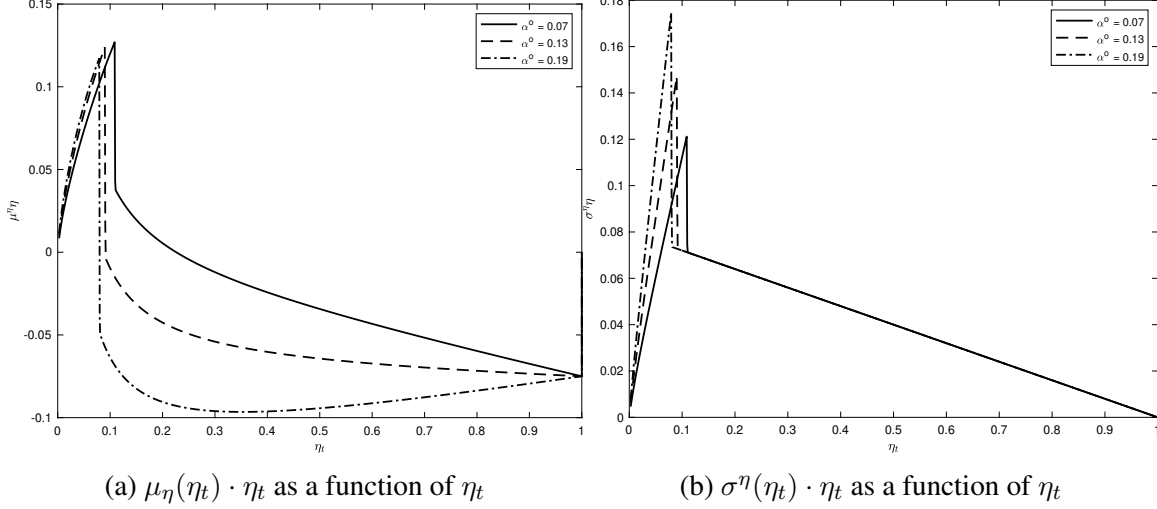 0.15
0.1
0.05
0
-0.05
-0.1
μ^η η
0 0.1 0.2 0.3 0.4 0.5 0.6 0.7 0.8 0.9 1
η_t
α^o = 0.07
α^o = 0.13
α^o = 0.19
(a) μ_η(η_t) · η_t as a function of η_t
0.18
0.16
0.14
0.12
0.1
0.08
0.06
0.04
0.02
0
σ^η η
0 0.1 0.2 0.3 0.4 0.5 0.6 0.7 0.8 0.9 1
η_t
α^o = 0.07
α^o = 0.13
α^o = 0.19
(b) σ^η(η_t) · η_t as a function of η_t